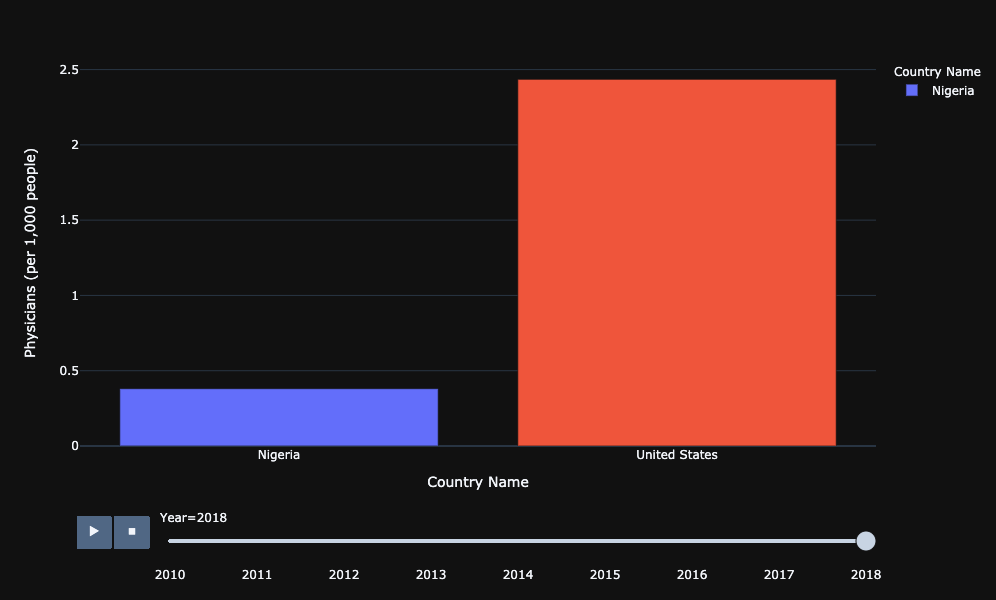 2.5
2
1.5
1
0.5
0
Physicians (per 1,000 people)
Nigeria
United States
Country Name
Country Name
Nigeria
Year=2018
2010
2011
2012
2013
2014
2015
2016
2017
2018